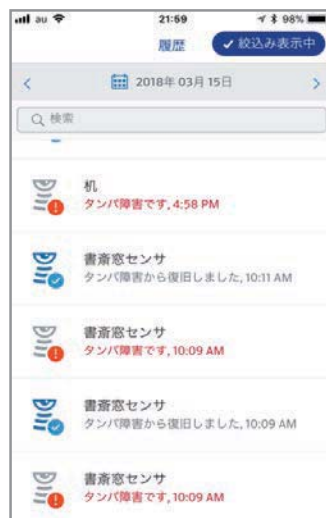 au 21:59 98%
履歴 ✓ 絞込み表示中
< 2018年 03月 15日 >
検索
机
タンパ障害です, 4:58 PM
書斎窓センサ
タンパ障害から復旧しました, 10:11 AM
書斎窓センサ
タンパ障害です, 10:09 AM
書斎窓センサ
タンパ障害から復旧しました, 10:09 AM
書斎窓センサ
タンパ障害です, 10:09 AM